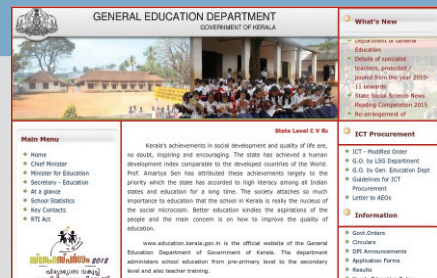 GENERAL EDUCATION DEPARTMENT
GOVERNMENT OF KERALA
Main Menu
Home
Chief Minister
Minister for Education
Secretary - Education
At a glance
School Statistics
Key Contacts
RTI Act
2012
State Level C V R
Kerala's achievements in social development and quality of life are,
no doubt, inspiring and encouraging. The state has achieved a human
development index comparable to the developed countries of the World.
Prof. Amartya Sen has attributed these achievements largely to the
priority which the state has accorded to high literacy among all Indian
states and education for a long time. The society attaches so much
importance to education that the school in Kerala is really the nucleus of
the social microcosm. Better education kindles the aspirations of the
people and the main concern is on how to improve the quality of
education.
www.education.kerala.gov.in is the official website of the General
Education Department of Government of Kerala. The department
administers school education from pre-primary level to the secondary
level and also teacher training.
What's New
Department of General
Education
Details of specialist
teachers, protected /
pooled from the year 2010-
11 onwards
State Social Science News
Reading Competition 2015
Re-arrangement of
ICT Procurement
ICT - Modified Order
G.O. by LSG Department
G.O. by Gen. Education Dept
Guidelines for ICT
Procurement
Letter to AEOs
Information
Govt.Orders
Circulars
DPI Announcements
Application Forms
Results